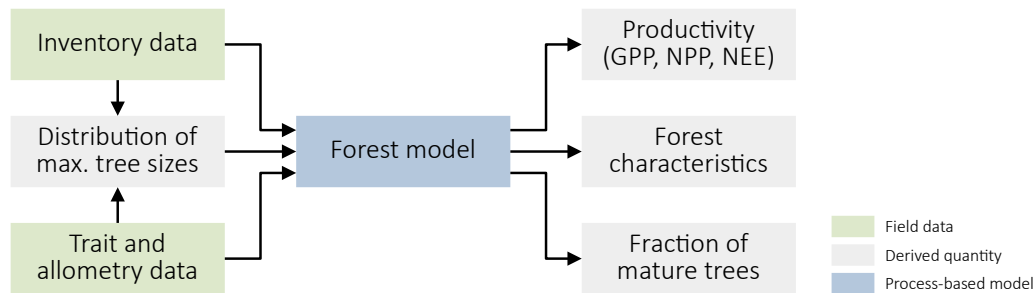 Inventory data
Distribution of
max. tree sizes
Trait and
allometry data
Forest model
Productivity
(GPP, NPP, NEE)
Forest
characteristics
Fraction of
mature trees
Field data
Derived quantity
Process-based model